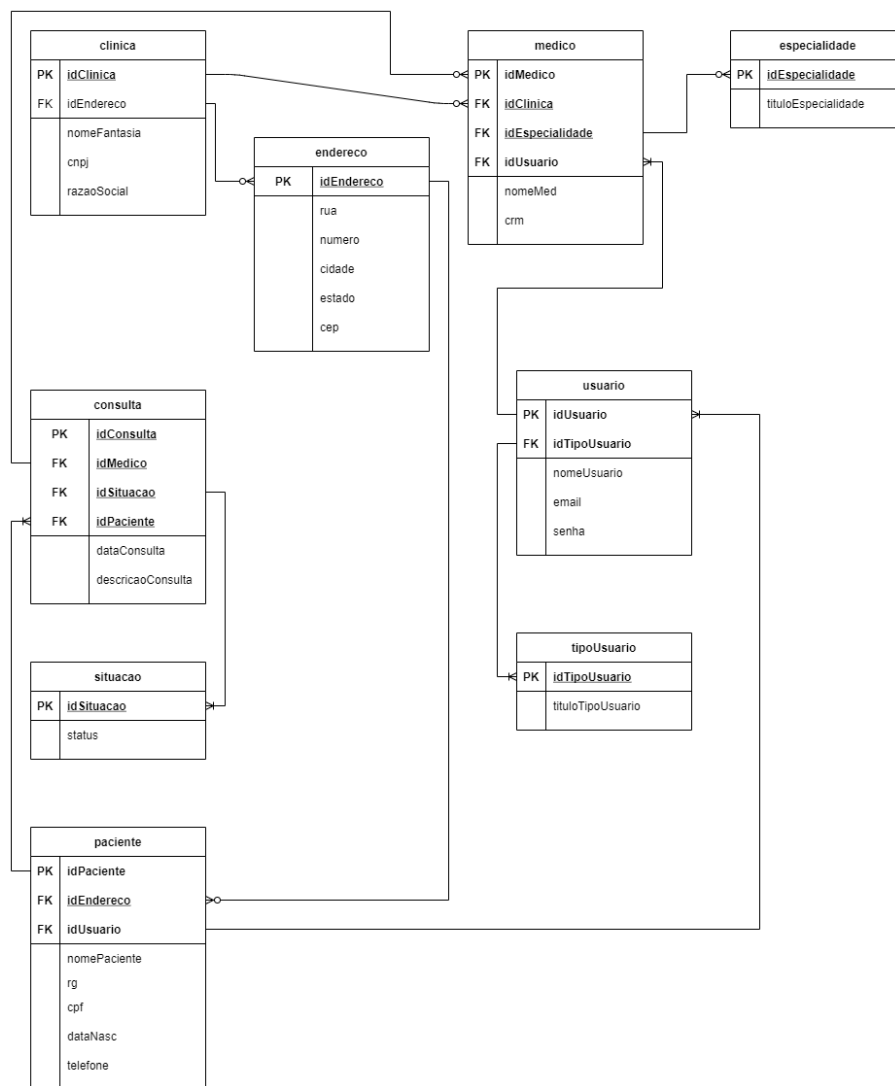 clinica
PK idClinica
FK idEndereco
nomeFantasia
cnpj
razaoSocial
medico
PK idMedico
FK idClinica
FK idEspecialidade
FK idUsuario
nomeMed
crm
especialidade
PK idEspecialidade
tituloEspecialidade
endereco
PK idEndereco
rua
numero
cidade
estado
cep
consulta
PK idConsulta
FK idMedico
FK idSituacao
FK idPaciente
dataConsulta
descricaoConsulta
usuario
PK idUsuario
FK idTipoUsuario
nomeUsuario
email
senha
situacao
PK idSituacao
status
tipoUsuario
PK idTipoUsuario
tituloTipoUsuario
paciente
PK idPaciente
FK idEndereco
FK idUsuario
nomePaciente
rg
cpf
dataNasc
telefone